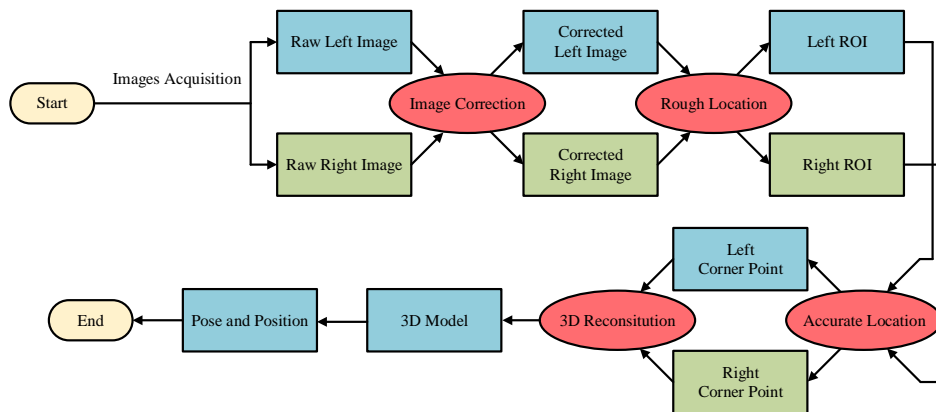 Raw Left Image
Corrected
Left Image
Left ROI
Images Acquisition
Start
Image Correction
Rough Location
Raw Right Image
Corrected
Right Image
Right ROI
Left
Corner Point
End
Pose and Position
3D Model
3D Reconsitution
Accurate Location
Right
Corner Point